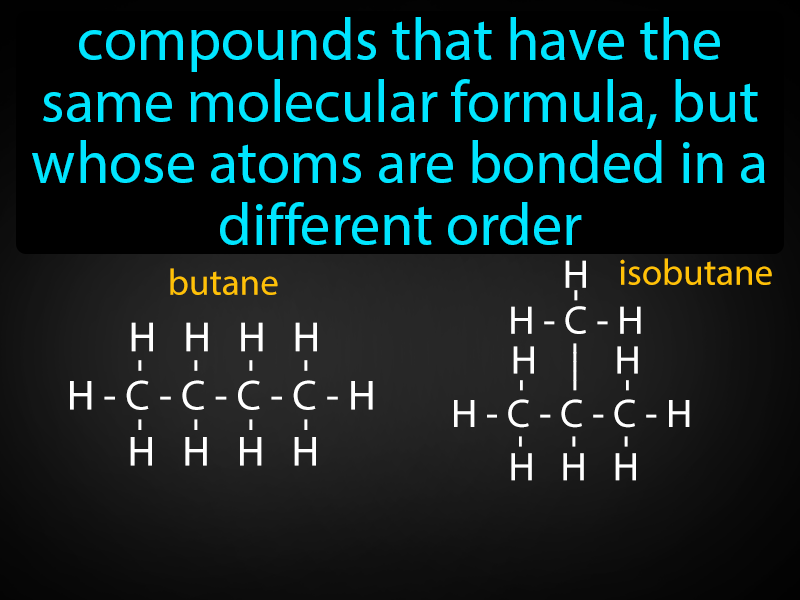 compounds that have the
same molecular formula, but
whose atoms are bonded in a
different order
butane
H H H H
H - C - C - C - C - H
H H H H
isobutane
H
H - C - H
H | H
H - C - C - C - H
H H H